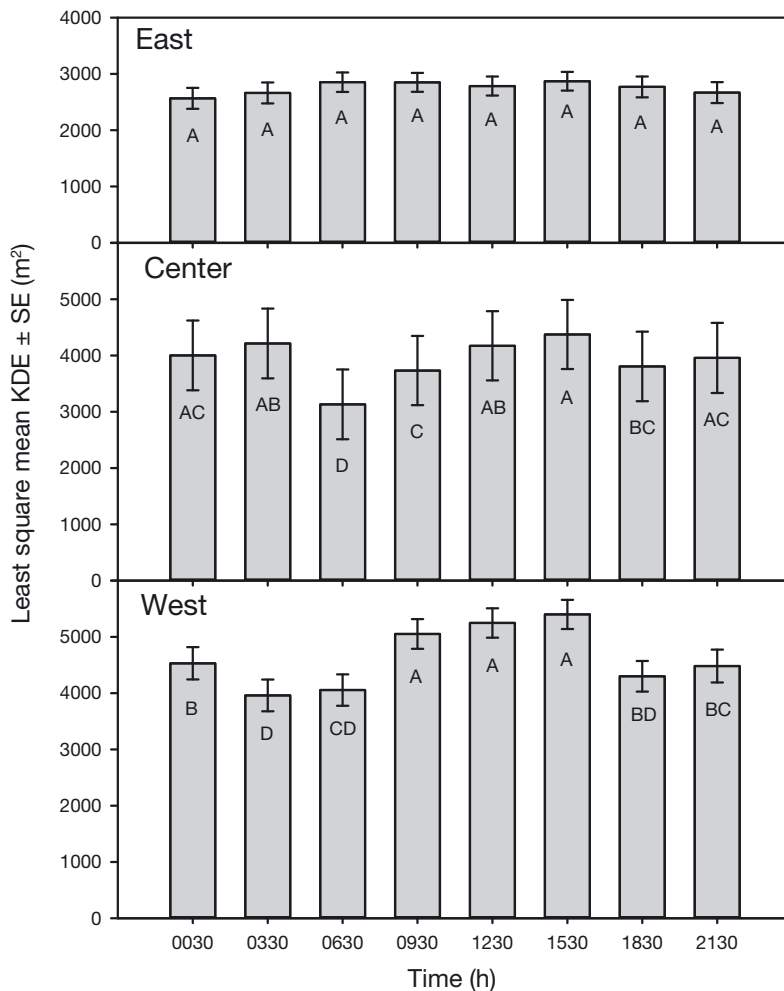 East
4000
3000
2000
1000
0
A A A A A A A A
Center
5000
4000
3000
2000
1000
0
AC AB D C AB A BC AC
West
5000
4000
3000
2000
1000
0
B D CD A A A BD BC
0030 0330 0630 0930 1230 1530 1830 2130
Time (h)
Least square mean KDE ± SE (m²)